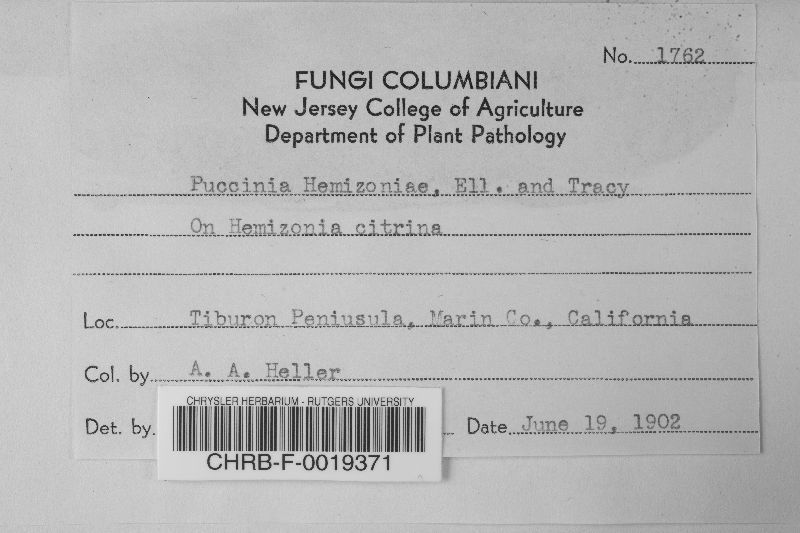 No. 1762
FUNGI COLUMBIANI
New Jersey College of Agriculture
Department of Plant Pathology
Puccinia Hemizoniae, Ell. and Tracy
On Hemizonia citrina
Loc. Tiburon Peniusula, Marin Co., California
Col. by A. A. Heller
Det. by. Date June 19, 1902
CHRYSLER HERBARIUM - RUTGERS UNIVERSITY
CHRB-F-0019371